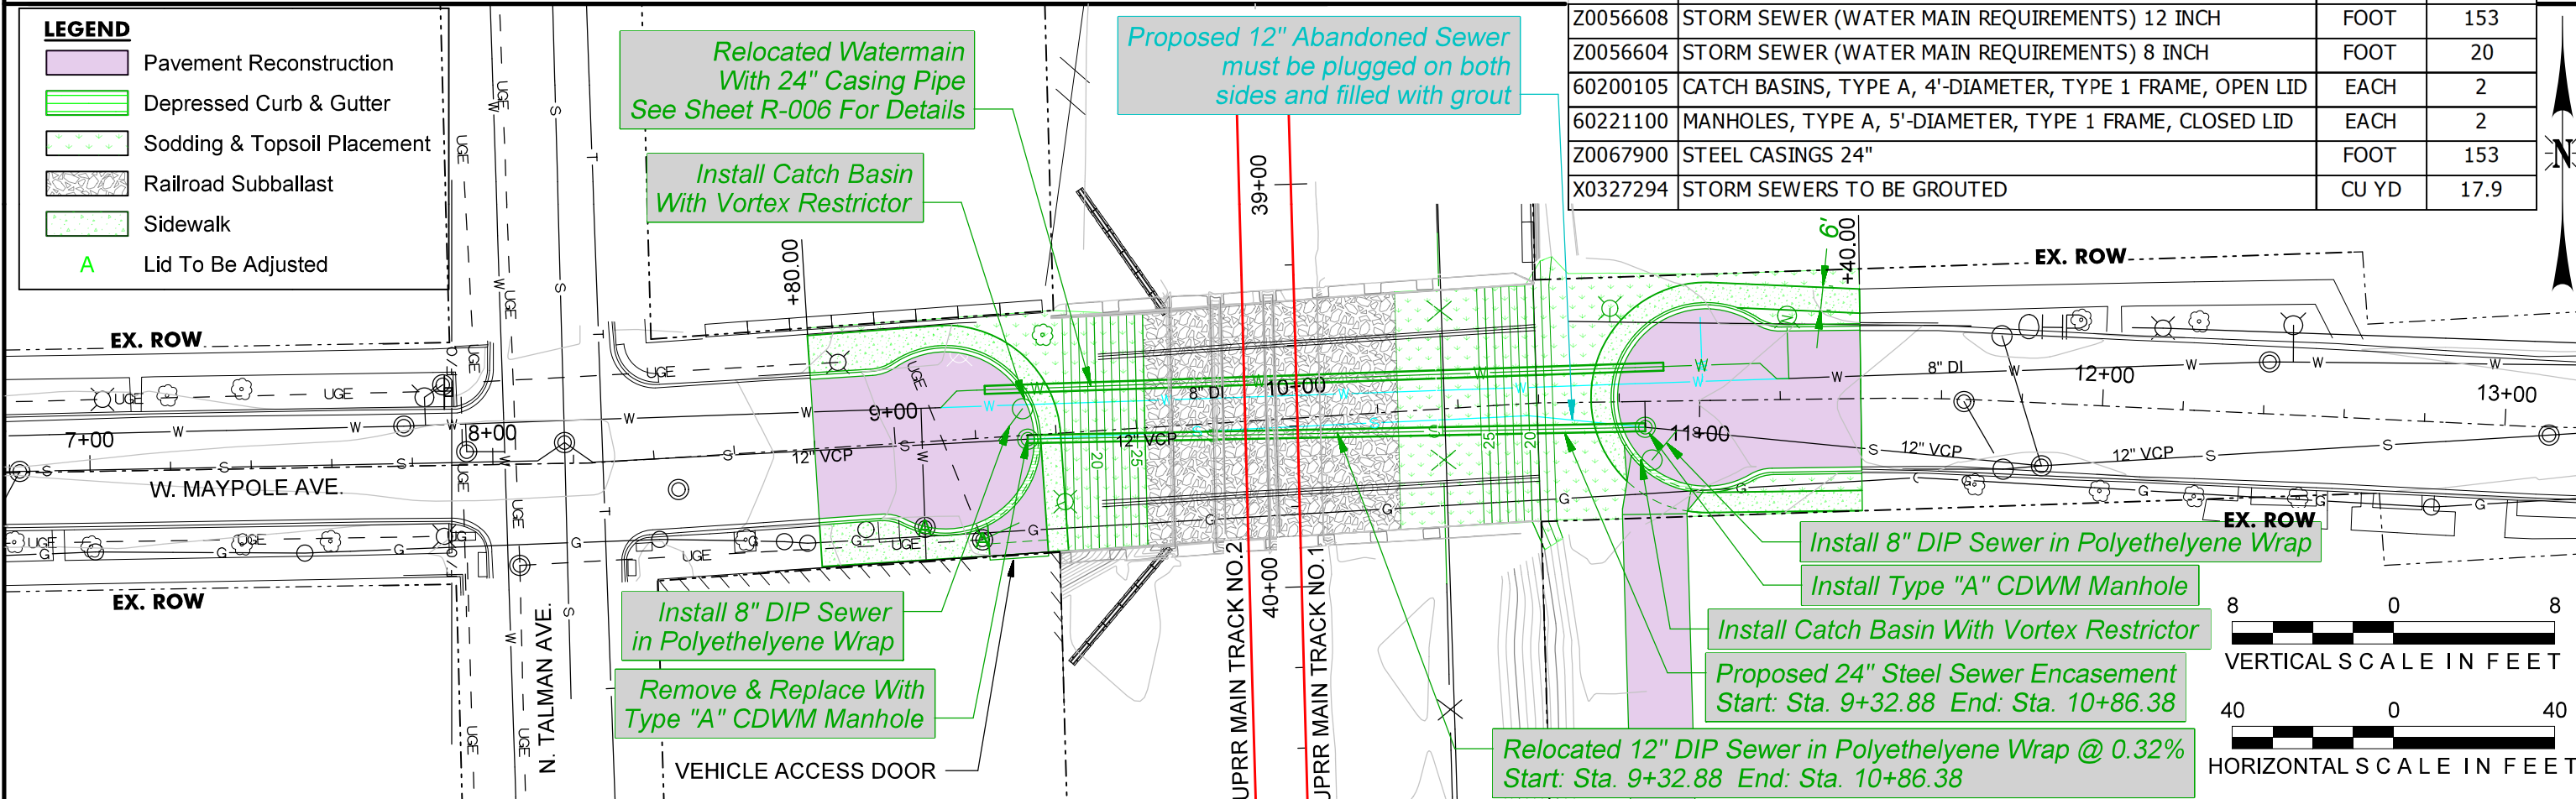 LEGEND
Pavement Reconstruction
Depressed Curb & Gutter
Sodding & Topsoil Placement
Railroad Subballast
Sidewalk
A Lid To Be Adjusted
Relocated Watermain
With 24" Casing Pipe
See Sheet R-006 For Details
Install Catch Basin
With Vortex Restrictor
Proposed 12" Abandoned Sewer
must be plugged on both
sides and filled with grout
Z0056608 STORM SEWER (WATER MAIN REQUIREMENTS) 12 INCH FOOT 153
Z0056604 STORM SEWER (WATER MAIN REQUIREMENTS) 8 INCH FOOT 20
60200105 CATCH BASINS, TYPE A, 4'-DIAMETER, TYPE 1 FRAME, OPEN LID EACH 2
60221100 MANHOLES, TYPE A, 5'-DIAMETER, TYPE 1 FRAME, CLOSED LID EACH 2
Z0067900 STEEL CASINGS 24" FOOT 153
X0327294 STORM SEWERS TO BE GROUTED CU YD 17.9
N
39+00
+80.00
6'
+40.00
EX. ROW
EX. ROW
7+00
8+00
9+00
10+00
11+00
12+00
13+00
8" DI
8" DI
12" VCP
12" VCP
12" VCP
12" VCP
20
25
25
20
W. MAYPOLE AVE.
EX. ROW
EX. ROW
N. TALMAN AVE.
UPRR MAIN TRACK NO.2
40+00
UPRR MAIN TRACK NO.1
Install 8" DIP Sewer
in Polyethelyene Wrap
Remove & Replace With
Type "A" CDWM Manhole
VEHICLE ACCESS DOOR
Install 8" DIP Sewer in Polyethelyene Wrap
Install Type "A" CDWM Manhole
Install Catch Basin With Vortex Restrictor
Proposed 24" Steel Sewer Encasement
Start: Sta. 9+32.88 End: Sta. 10+86.38
Relocated 12" DIP Sewer in Polyethelyene Wrap @ 0.32%
Start: Sta. 9+32.88 End: Sta. 10+86.38
8 0 8
VERTICAL SCALE IN FEET
40 0 40
HORIZONTAL SCALE IN FEET